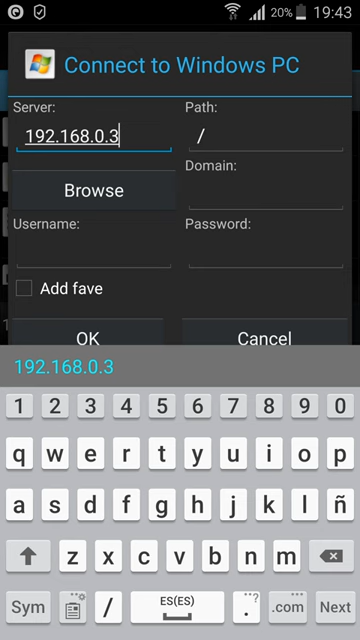 20% 19:43
Connect to Windows PC
Server: Path:
192.168.0.3 /
Domain:
Browse
Username: Password:
Add fave
OK Cancel
192.168.0.3
1 2 3 4 5 6 7 8 9 0
q w e r t y u i o p
a s d f g h j k l ñ
z x c v b n m
Sym / ES(ES) . ...? .com Next